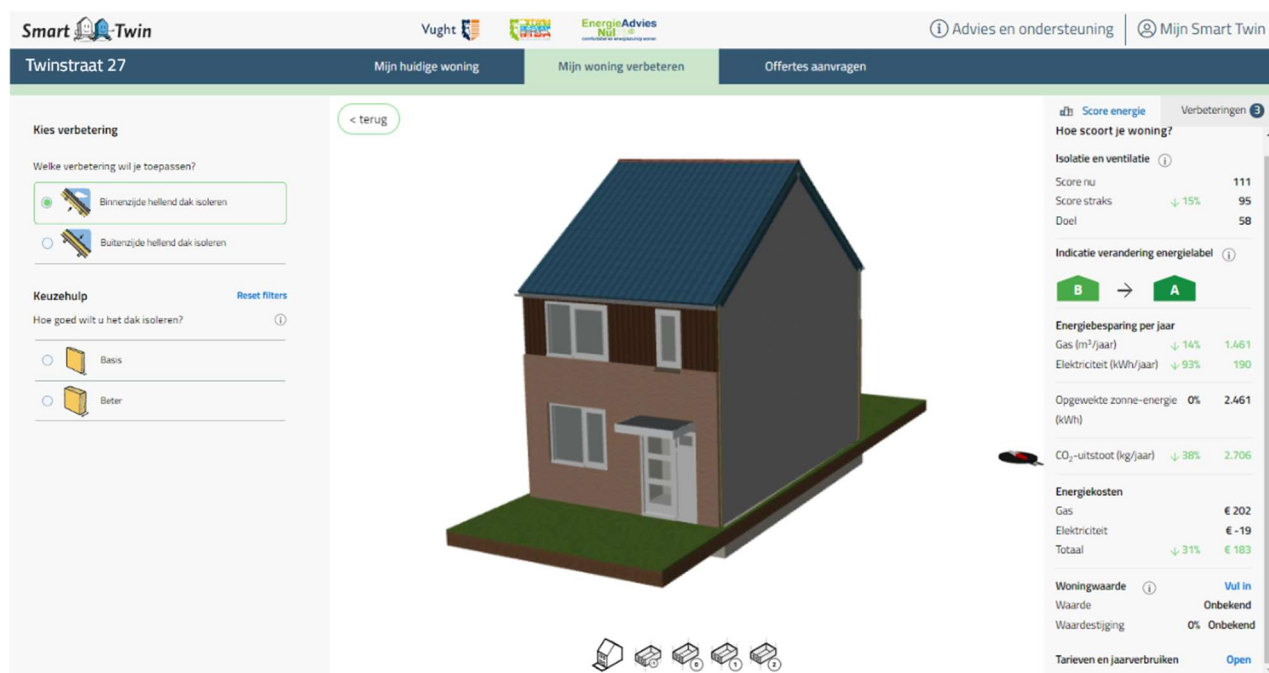 Smart Twin
Vught
EnergieAdvies
Nul
Advies en ondersteuning
Mijn Smart Twin
Twinstraat 27
Mijn huidige woning
Mijn woning verbeteren
Offertes aanvragen
Kies verbetering
Welke verbetering wil je toepassen?
Binnenzijde hellend dak isoleren
Buitenzijde hellend dak isoleren
Keuzehulp
Reset filters
Hoe goed wilt u het dak isoleren?
Basis
Beter
< terug
Score energie
Verbeteringen 3
Hoe scoort je woning?
Isolatie en ventilatie
Score nu 111
Score straks ↓ 15% 95
Doel 58
Indicatie verandering energielabel
B → A
Energiebesparing per jaar
Gas (m³/jaar) ↓ 14% 1.461
Elektriciteit (kWh/jaar) ↓ 93% 190
Opgewekte zonne-energie 0% 2.461
(kWh)
CO₂-uitstoot (kg/jaar) ↓ 38% 2.706
Energiekosten
Gas € 202
Elektriciteit € -19
Totaal ↓ 31% € 183
Woningwaarde Vul in
Waarde Onbekend
Waardestijging 0% Onbekend
Tarieven en jaarverbruiken Open